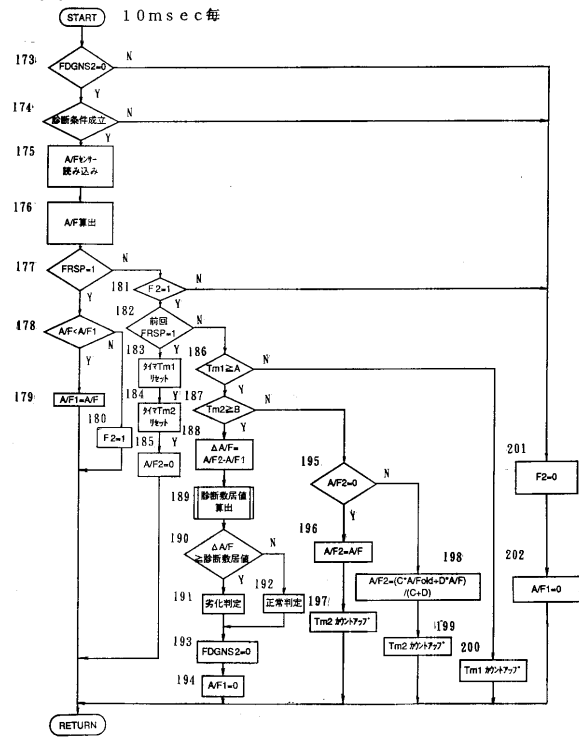 START
10msec毎
173
FDGNS2=0
N
Y
174
診断条件成立
N
Y
175
A/Fセンサー
読み込み
176
A/F算出
177
FRSP=1
N
Y
181
F2=1
N
Y
178
A/F<A/F1
N
Y
182
前回
FRSP=1
N
Y
183
タイマTm1
リセット
186
Tm1≧A
N
Y
179
A/F1=A/F
184
タイマTm2
リセット
Y
187
Tm2≧B
N
Y
180
F2=1
185
A/F2=0
188
ΔA/F=
A/F2-A/F1
195
A/F2=0
N
Y
201
F2=0
189
診断敷居値
算出
196
A/F2=A/F
198
A/F2=(C*A/Fold+D*A/F)
/(C+D)
190
ΔA/F
≧診断敷居値
N
Y
202
A/F1=0
191
劣化判定
192
正常判定
197
Tm2 カウントアップ
199
Tm2 カウントアップ
193
FDGNS2=0
200
Tm1 カウントアップ
194
A/F1=0
RETURN